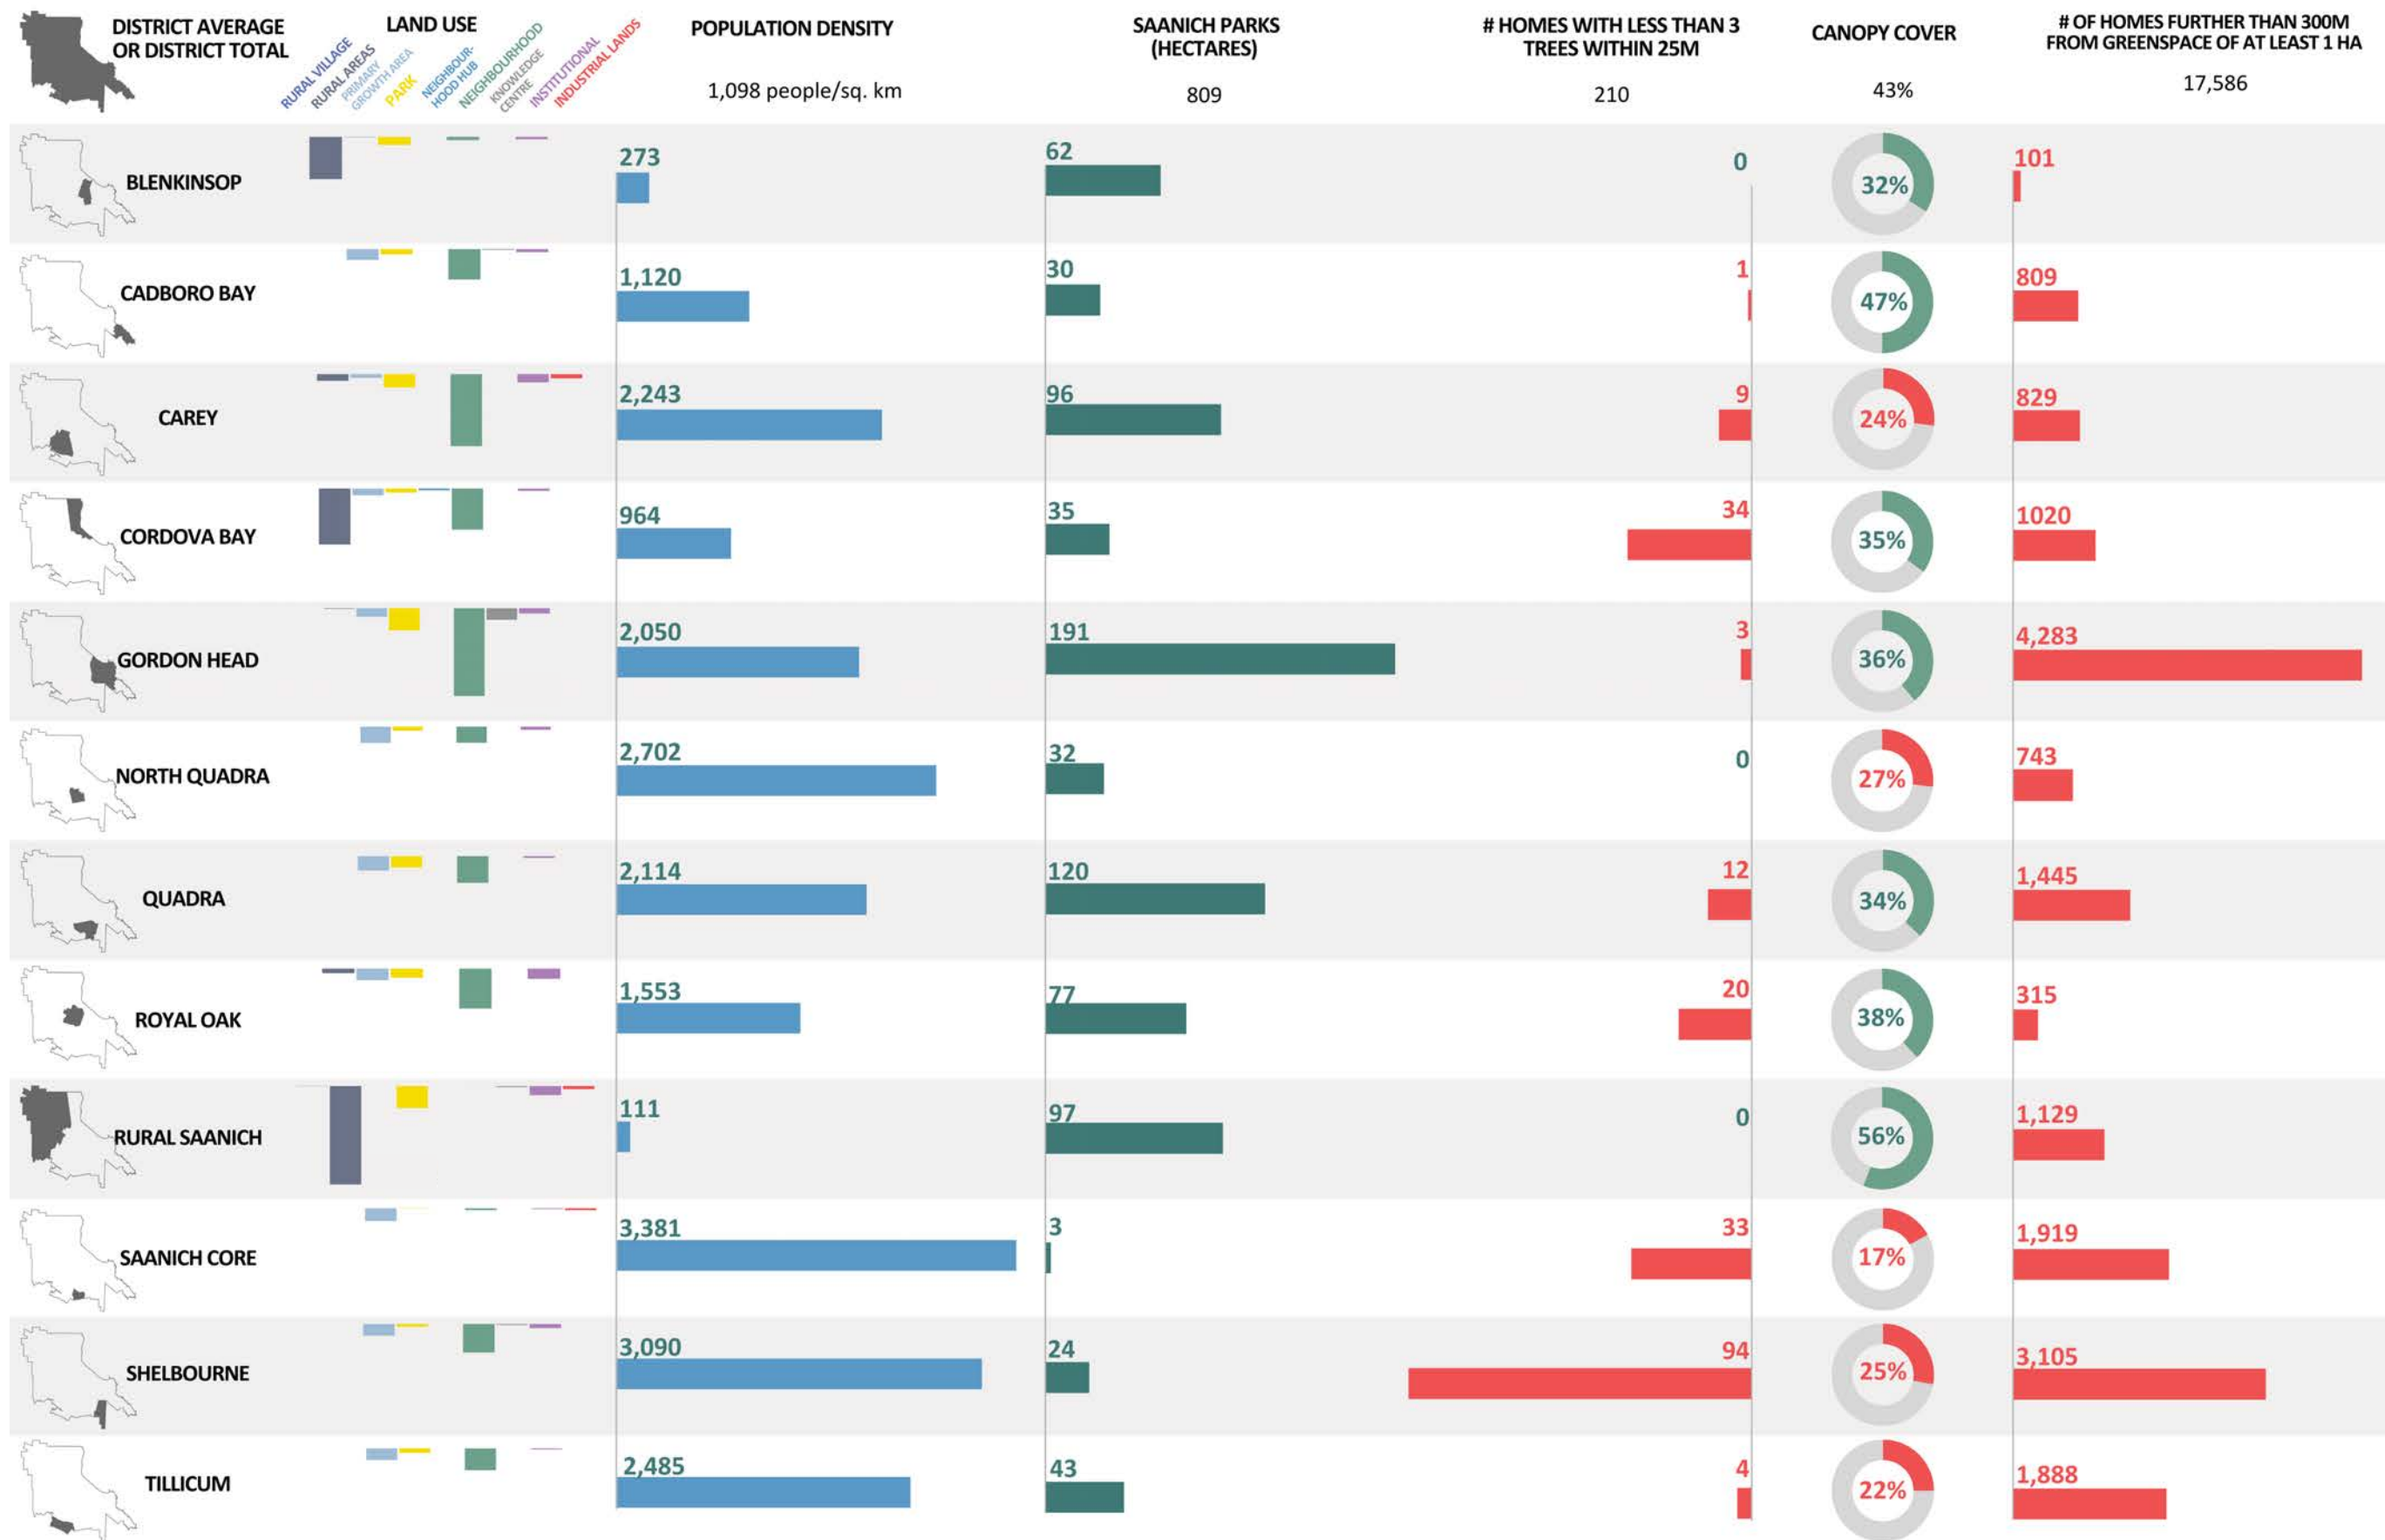 DISTRICT AVERAGE
OR DISTRICT TOTAL
LAND USE
RURAL VILLAGE
RURAL AREAS
PRIMARY
GROWTH AREA
PARK
NEIGHBOUR-
HOOD HUB
NEIGHBOURHOOD
KNOWLEDGE
CENTRE
INSTITUTIONAL
INDUSTRIAL LANDS
POPULATION DENSITY
1,098 people/sq. km
SAANICH PARKS
(HECTARES)
809
# HOMES WITH LESS THAN 3
TREES WITHIN 25M
210
CANOPY COVER
43%
# OF HOMES FURTHER THAN 300M
FROM GREENSPACE OF AT LEAST 1 HA
17,586
BLENKINSOP
273
62
0
32%
101
CADBORO BAY
1,120
30
1
47%
809
CAREY
2,243
96
9
24%
829
CORDOVA BAY
964
35
34
35%
1020
GORDON HEAD
2,050
191
3
36%
4,283
NORTH QUADRA
2,702
32
0
27%
743
QUADRA
2,114
120
12
34%
1,445
ROYAL OAK
1,553
77
20
38%
315
RURAL SAANICH
111
97
0
56%
1,129
SAANICH CORE
3,381
3
33
17%
1,919
SHELBOURNE
3,090
24
94
25%
3,105
TILLICUM
2,485
43
4
22%
1,888